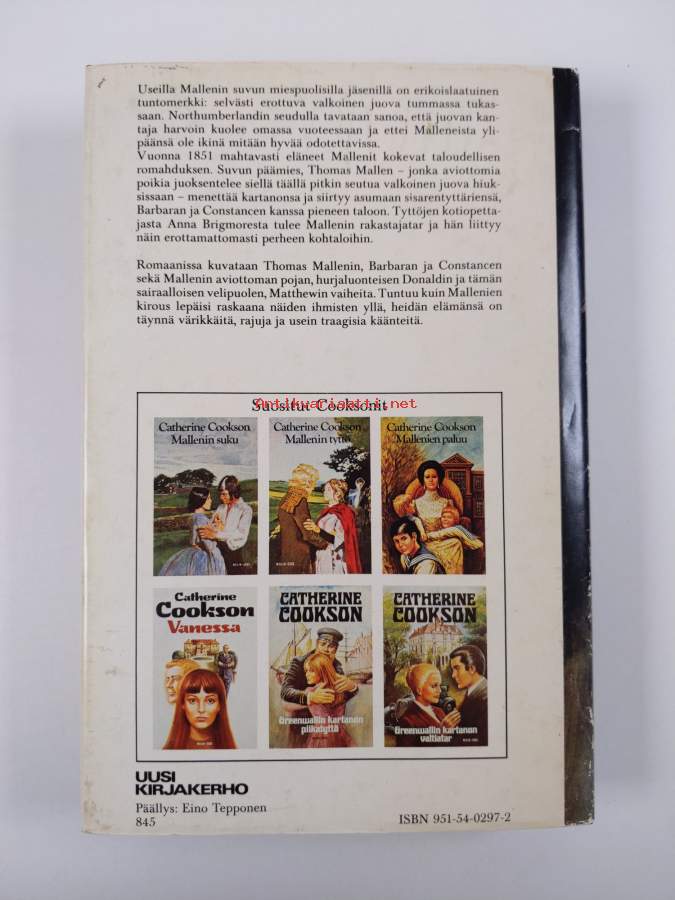 Useilla Mallenin suvun miespuolisilla jäsenillä on erikoislaatuinen
tuntomerkki: selvästi erottuva valkoinen juova tummassa tukas-
saan. Northumberlandin seudulla tavataan sanoa, että juovan kan-
taja harvoin kuolee omassa vuoteessaan ja ettei Malleneista yli-
päänsä ole ikinä mitään hyvää odotettavissa.
Vuonna 1851 mahtavasti eläneet Mallenit kokevat taloudellisen
romahduksen. Suvun päämies, Thomas Mallen – jonka aviottomia
poikia juoksentelee siellä täällä pitkin seutua valkoinen juova hiuk-
sissaan – menettää kartanonsa ja siirtyy asumaan sisarentyttäriensä,
Barbaran ja Constancen kanssa pieneen taloon. Tyttöjen kotiopetta-
jasta Anna Brigmoresta tulee Mallenin rakastajatar ja hän liittyy
näin erottamattomasti perheen kohtaloihin.
Romaanissa kuvataan Thomas Mallenin, Barbaran ja Constancen
sekä Mallenin aviottoman pojan, hurjaluonteisen Donaldin ja tämän
sairaalloisen velipuolen, Matthewin vaiheita. Tuntuu kuin Mallenien
kirous lepäisi raskaana näiden ihmisten yllä, heidän elämänsä on
täynnä värikkäitä, rajuja ja usein traagisia käänteitä.
Suositut Cooksonit
Antikvariaatti.net
Catherine Cookson
Mallenin suku
Catherine Cookson
Mallenin tyttö
Catherine Cookson
Mallenien paluu
Catherine
Cookson
Vanessa
CATHERINE
COOKSON
Greenwallin kartanon
piikatyttö
CATHERINE
COOKSON
Greenwallin kartanon
valtiatar
UUSI
KIRJAKERHO
Päällys: Eino Tepponen
845
ISBN 951-54-0297-2